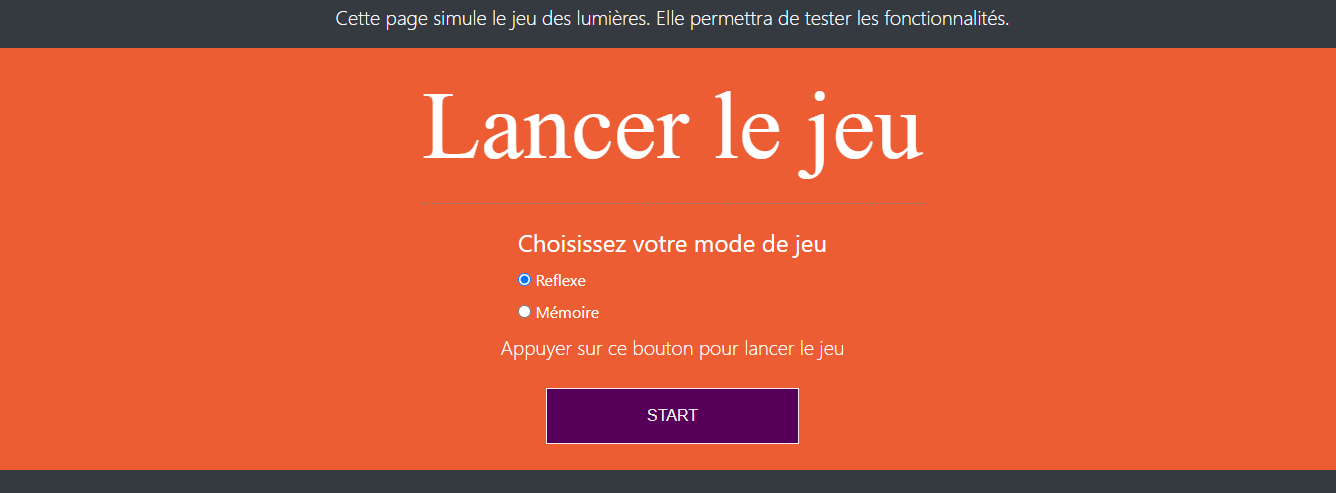 Cette page simule le jeu des lumières. Elle permettra de tester les fonctionnalités.
Lancer le jeu
Choisissez votre mode de jeu
Reflexe
Mémoire
Appuyer sur ce bouton pour lancer le jeu
START